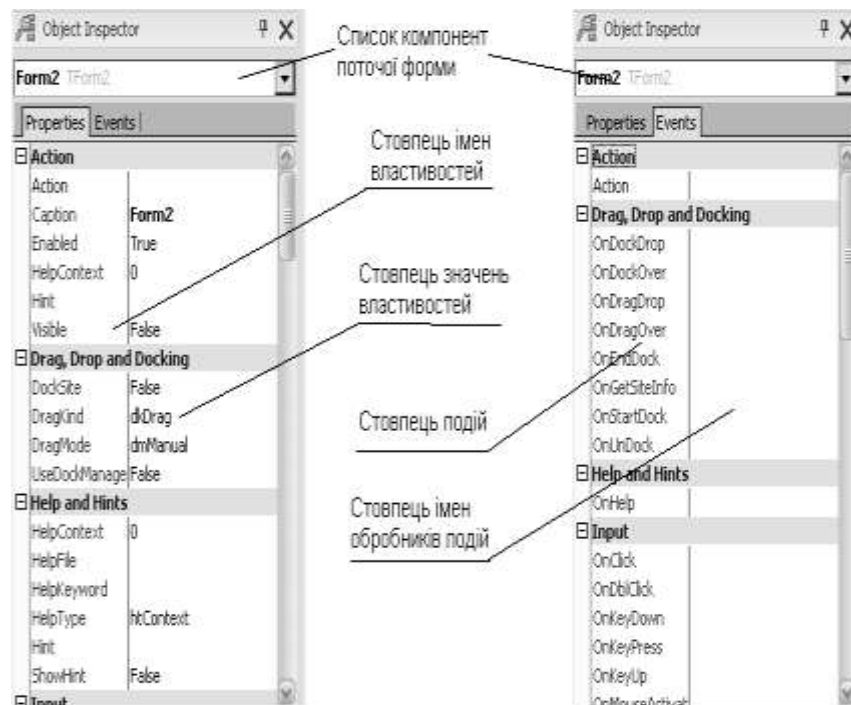 Object Inspector
Form2 TForm2
Properties Events
Action
Action
Caption Form2
Enabled True
HelpContext 0
Hint
Visible False
Drag, Drop and Docking
DockSite False
DragKind dkDrag
DragMode dmManual
UseDockManage False
Help and Hints
HelpContext 0
HelpFile
HelpKeyword
HelpType htContext
Hint
ShowHint False
Input
Список компонент
поточої форми
Стовпець імен
властивостей
Стовпець значень
властивостей
Стовпець подій
Стовпець імен
обробників подій
Object Inspector
Form2 TForm2
Properties Events
Action
Action
Drag, Drop and Docking
OnDockDrop
OnDockOver
OnDragDrop
OnDragOver
OnEndDock
OnGetSiteInfo
OnStartDock
OnUnDock
Help and Hints
OnHelp
Input
OnClick
OnDblClick
OnKeyDown
OnKeyPress
OnKeyUp
OnMouseActivat